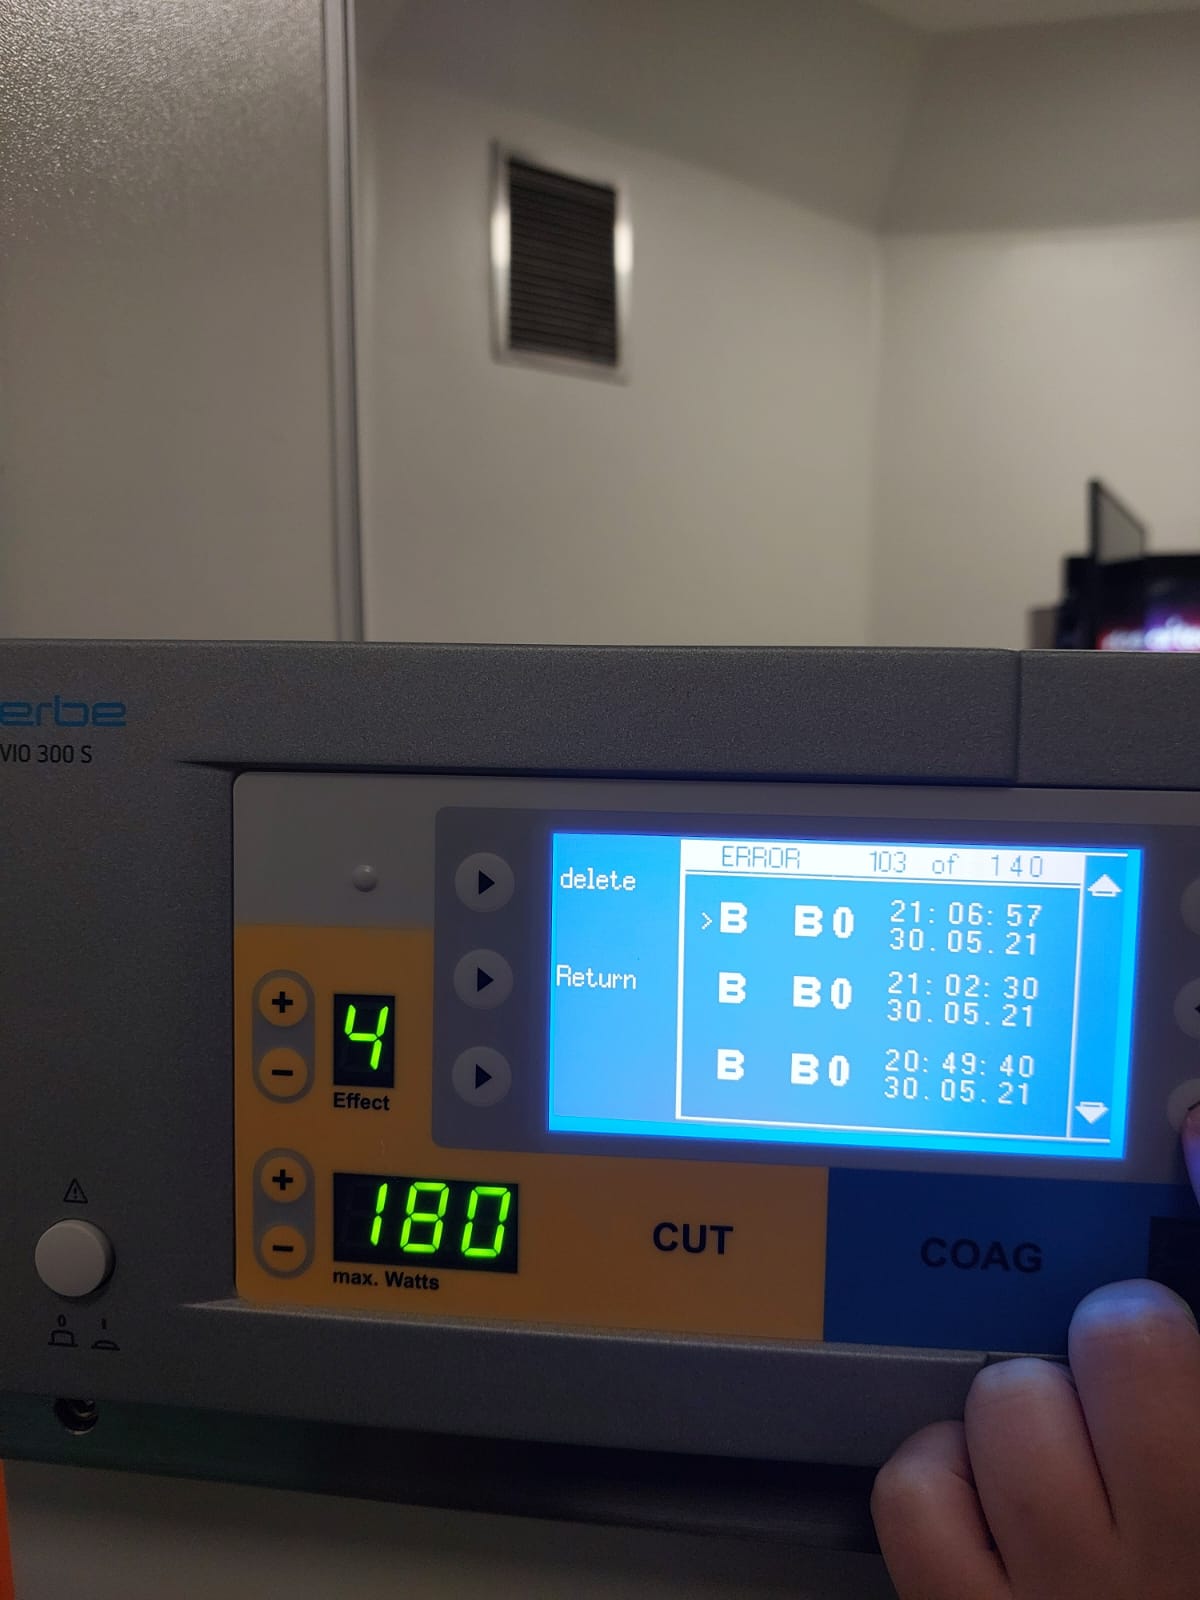 erbe
VIO 300 S
ERROR 103 of 140
delete
>B B0 21:06:57
30.05.21
Return
B B0 21:02:30
30.05.21
B B0 20:49:40
30.05.21
+
4
−
Effect
+
180
−
max. Watts
CUT
COAG